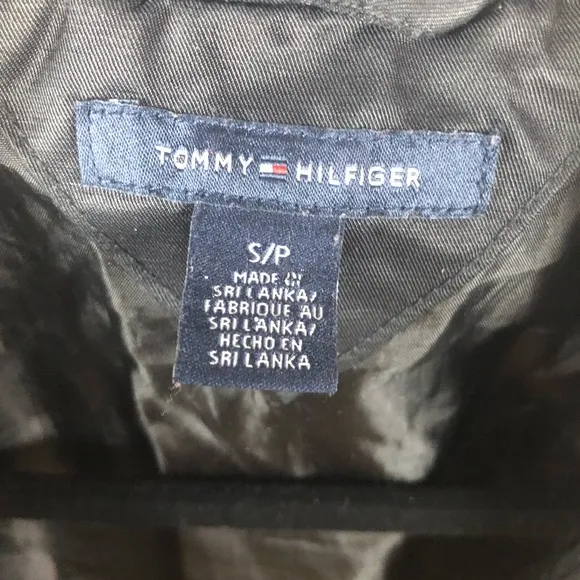 TOMMY HILFIGER
S/P
MADE IN
SRI LANKA/
FABRIQUE AU
SRI LANKA/
HECHO EN
SRI LANKA